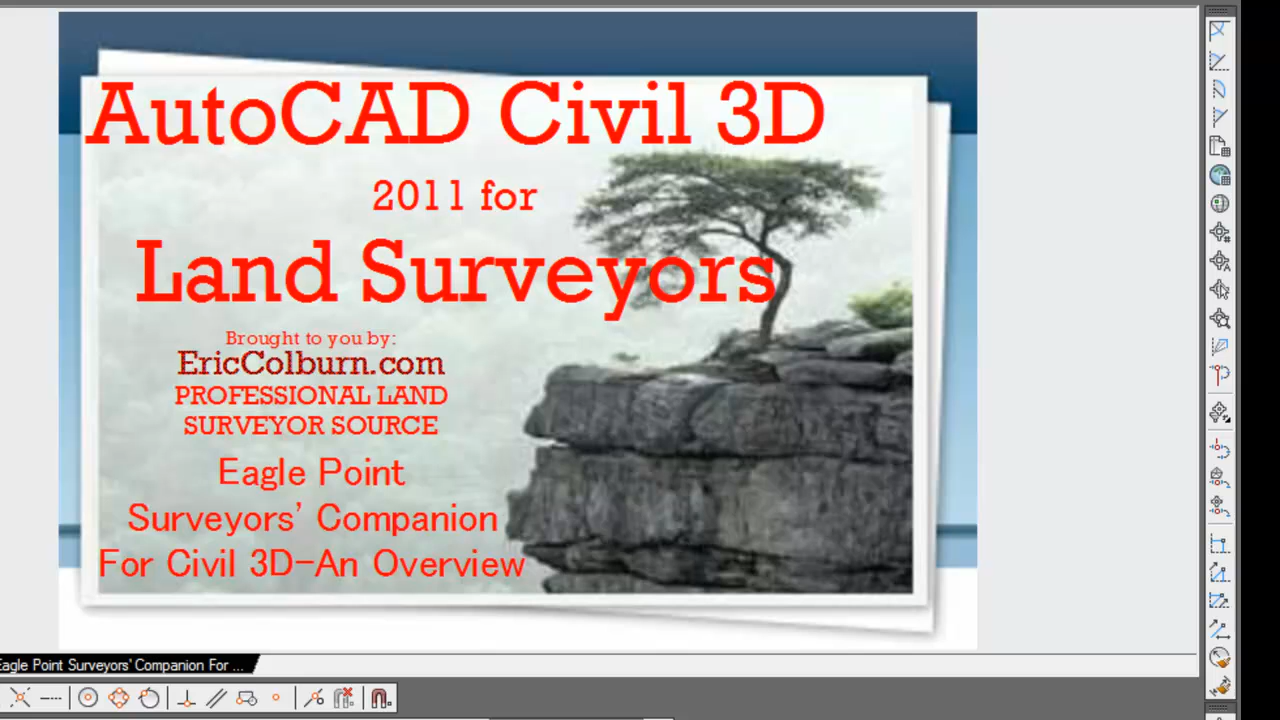 AutoCAD Civil 3D
2011 for
Land Surveyors
Brought to you by:
EricColburn.com
PROFESSIONAL LAND
SURVEYOR SOURCE
Eagle Point
Surveyors' Companion
For Civil 3D-An Overview
Eagle Point Surveyors' Companion For ...